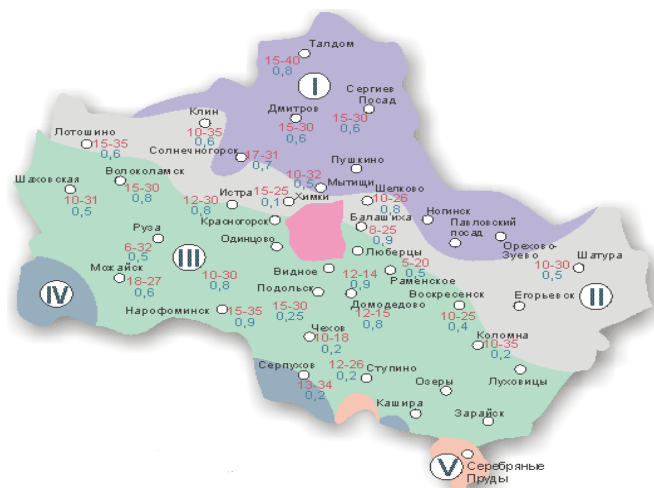 Талдом
15-40
0,8
I
Сергиев
Посад
15-30
0,6
Дмитров
15-30
0,6
Клин
10-35
0,6
Лотошино
15-35
0,6
Солнечногорск
17-31
0,7
Пушкино
10-32
0,5
Мытищи
Волоколамск
15-30
0,8
Шаховская
10-31
0,5
12-30
0,8
Истра
15-25
0,1
Химки
Щелково
10-26
0,8
Балашиха
8-25
0,9
Ногинск
Павловский
посад
Орехово-
Зуево
Шатура
10-30
0,5
Красногорск
Руза
6-32
0,5
III
Одинцово
Люберцы
5-20
0,5
Раменское
Видное
12-14
0,9
IV
Можайск
18-27
0,6
10-30
0,8
Подольск
15-30
0,25
Домодедово
12-15
0,8
Воскресенск
10-25
0,4
Егорьевск
II
Нарофоминск
15-35
0,9
Чехов
10-18
0,2
Коломна
10-35
0,2
Серпухов
13-34
0,2
12-26
0,2
Ступино
Озеры
Луховицы
Кашира
Зарайск
V
Серебряные
Пруды